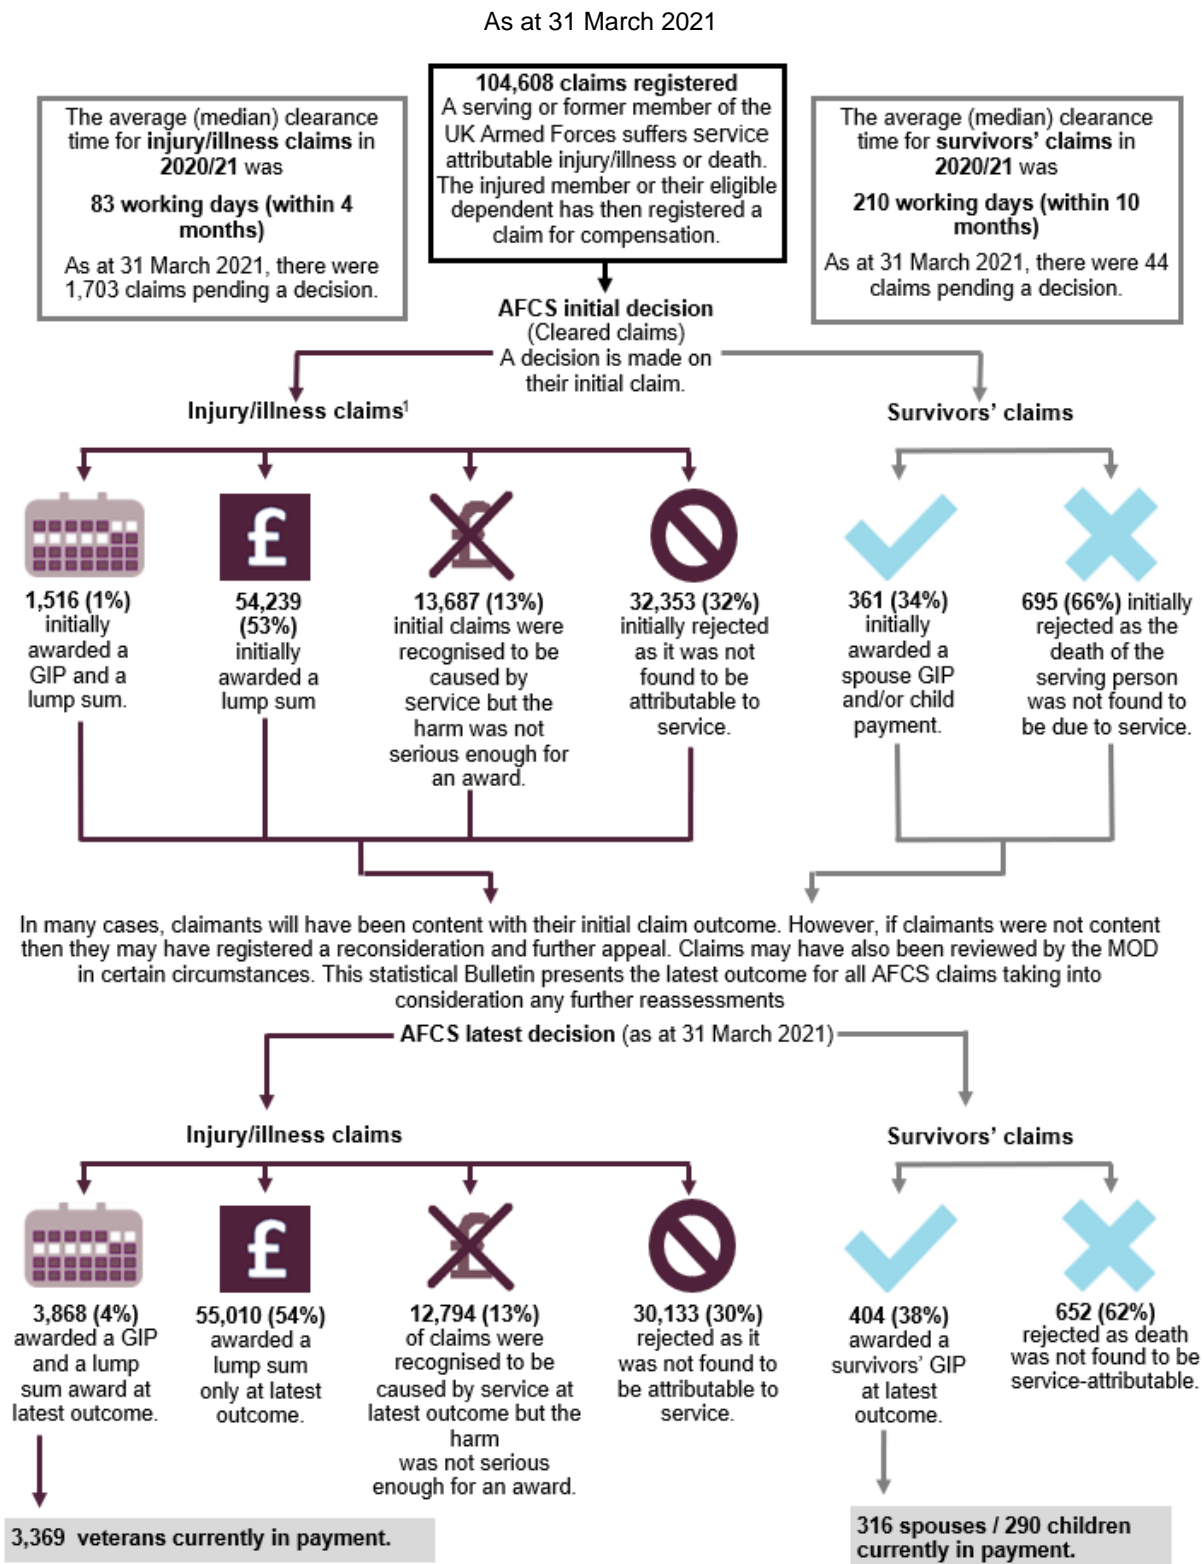 As at 31 March 2021
104,608 claims registered
A serving or former member of the
UK Armed Forces suffers service
attributable injury/illness or death.
The injured member or their eligible
dependent has then registered a
claim for compensation.
The average (median) clearance
time for injury/illness claims in
2020/21 was
83 working days (within 4
months)
As at 31 March 2021, there were
1,703 claims pending a decision.
The average (median) clearance
time for survivors' claims in
2020/21 was
210 working days (within 10
months)
As at 31 March 2021, there were 44
claims pending a decision.
AFCS initial decision
(Cleared claims)
A decision is made on
their initial claim.
Injury/illness claims¹
Survivors' claims
£
£
1,516 (1%)
initially
awarded a
GIP and a
lump sum.
54,239
(53%)
initially
awarded a
lump sum
13,687 (13%)
initial claims were
recognised to be
caused by
service but the
harm was not
serious enough for
an award.
32,353 (32%)
initially rejected
as it was not
found to be
attributable to
service.
361 (34%)
initially
awarded a
spouse GIP
and/or child
payment.
695 (66%) initially
rejected as the
death of the
serving person
was not found to
be due to service.
In many cases, claimants will have been content with their initial claim outcome. However, if claimants were not content
then they may have registered a reconsideration and further appeal. Claims may have also been reviewed by the MOD
in certain circumstances. This statistical Bulletin presents the latest outcome for all AFCS claims taking into
consideration any further reassessments
AFCS latest decision (as at 31 March 2021)
Injury/illness claims
Survivors' claims
£
£
3,868 (4%)
awarded a GIP
and a lump
sum award at
latest outcome.
55,010 (54%)
awarded a
lump sum
only at latest
outcome.
12,794 (13%)
of claims were
recognised to be
caused by service at
latest outcome but the
harm
was not serious
enough for an award.
30,133 (30%)
rejected as it
was not found to
be attributable to
service.
404 (38%)
awarded a
survivors' GIP
at latest
outcome.
652 (62%)
rejected as death
was not found to be
service-attributable.
3,369 veterans currently in payment.
316 spouses / 290 children
currently in payment.